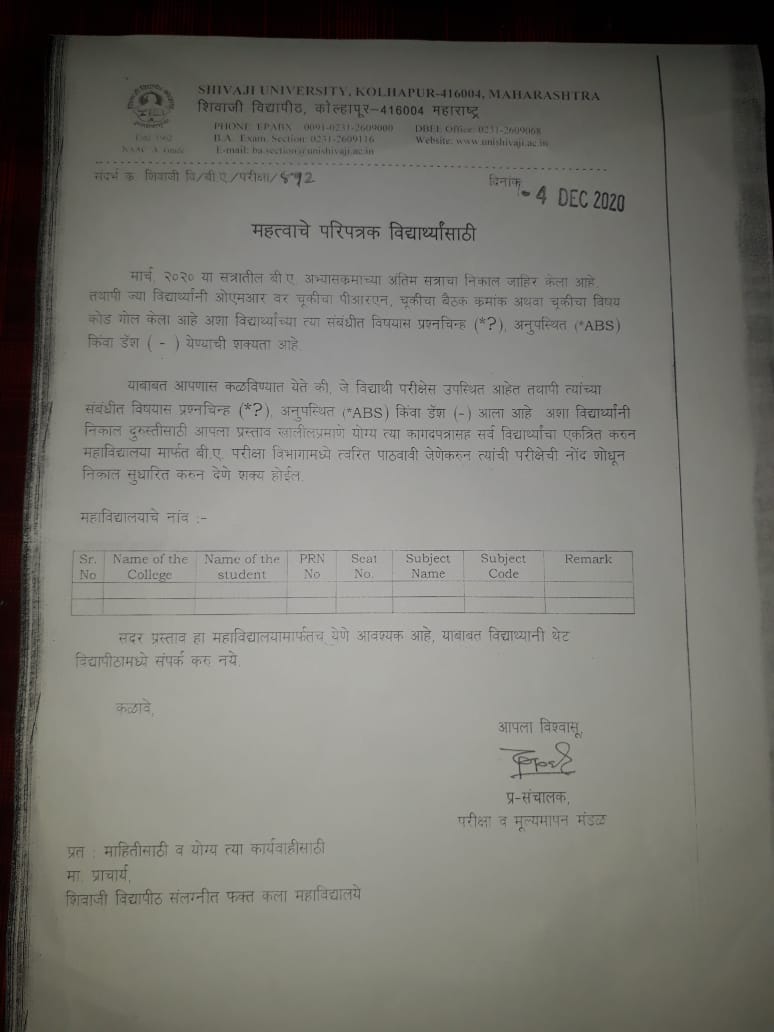 SHIVAJI UNIVERSITY, KOLHAPUR-416004, MAHARASHTRA
शिवाजी विद्यापीठ, कोल्हापूर-416004 महाराष्ट्र
PHONE EPABX 0091-0231-2609000 DBEE Office: 0231-2609068
B.A. Exam. Section: 0231-2609116 Website: www.unishivaji.ac.in
E-mail: ba.section@unishivaji.ac.in
Estd. 1962
NAAC A Grade
संदर्भ क्र. शिवाजी वि/बी.ए./परीक्षा/
दिनांक - 4 DEC 2020
महत्वाचे परिपत्रक विद्यार्थ्यांसाठी
मार्च, २०२० या सत्रातील बी.ए. अभ्यासक्रमाच्या अंतिम सत्राचा निकाल जाहिर केला आहे.
तथापी ज्या विद्यार्थ्यांनी ओएमआर वर चूकीचा पीआरएन, चूकीचा बैठक क्रमांक अथवा चूकीचा विषय
कोड गोल केला आहे अशा विद्यार्थ्यांच्या त्या संबंधीत विषयास प्रश्नचिन्ह (*?), अनुपस्थित (*ABS)
किंवा डॅश ( - ) येण्याची शक्यता आहे.
याबाबत आपणास कळविण्यात येते की, जे विद्यार्थी परीक्षेस उपस्थित आहेत तथापी त्यांच्या
संबंधीत विषयास प्रश्नचिन्ह (*?), अनुपस्थित (*ABS) किंवा डॅश (-) आला आहे अशा विद्यार्थ्यांनी
निकाल दुरुस्तीसाठी आपला प्रस्ताव खालीलप्रमाणे योग्य त्या कागदपत्रासह सर्व विद्यार्थ्यांचा एकत्रित करुन
महाविद्यालया मार्फत बी.ए. परीक्षा विभागामध्ये त्वरित पाठवावी जेणेकरुन त्यांची परीक्षेची नोंद शोधून
निकाल सुधारित करुन देणे शक्य होईल.
महाविद्यालयाचे नांव :-
Sr. No Name of the College Name of the student PRN No Seat No. Subject Name Subject Code Remark
सदर प्रस्ताव हा महाविद्यालयामार्फतच येणे आवश्यक आहे, याबाबत विद्यार्थ्यानी थेट
विद्यापीठामध्ये संपर्क करु नये.
कळावे,
आपला विश्वासू,
प्र-संचालक,
परीक्षा व मूल्यमापन मंडळ
प्रत : माहितीसाठी व योग्य त्या कार्यवाहीसाठी
मा. प्राचार्य,
शिवाजी विद्यापीठ संलग्नीत फक्त कला महाविद्यालये